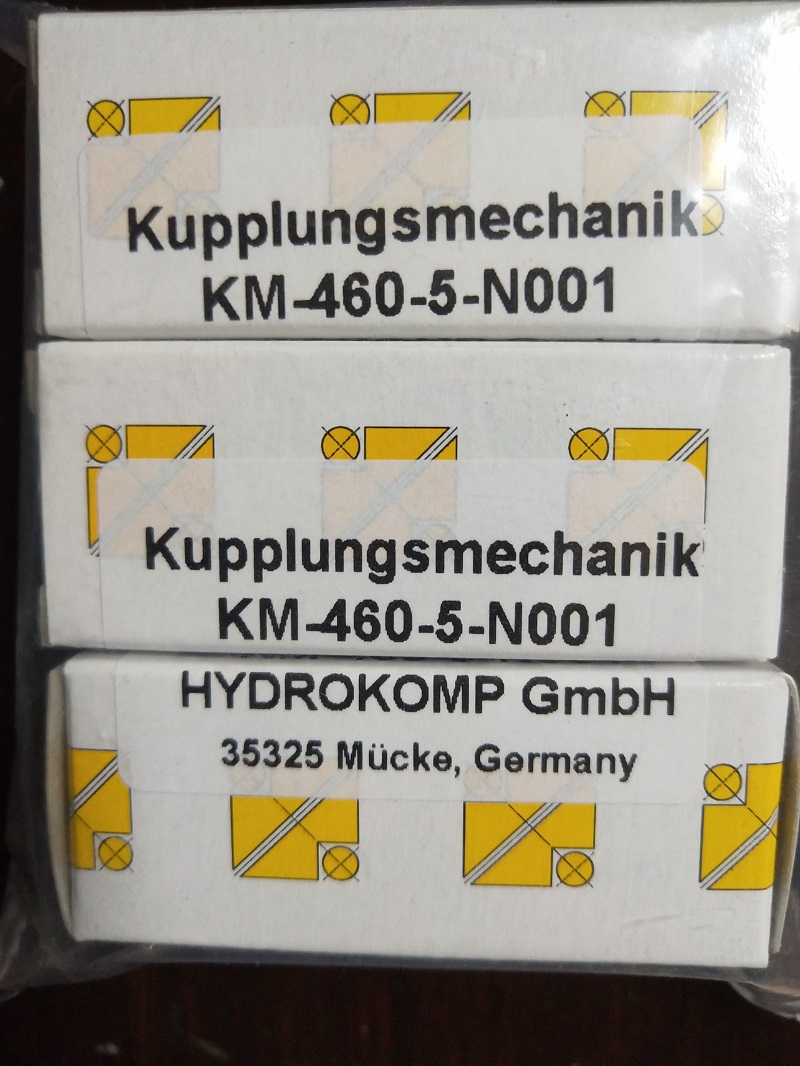 Kupplungsmechanik
KM-460-5-N001
Kupplungsmechanik
KM-460-5-N001
HYDROKOMP GmbH
35325 Mücke, Germany